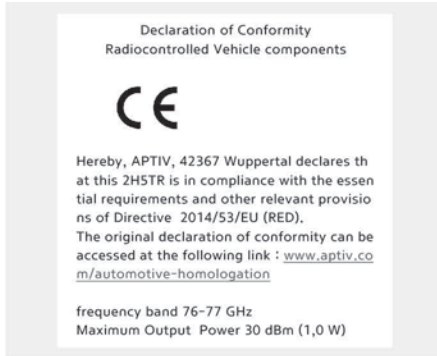 Declaration of Conformity
Radiocontrolled Vehicle components
CE
Hereby, APTIV, 42367 Wuppertal declares th
at this 2H5TR is in compliance with the essen
tial requirements and other relevant provisio
ns of Directive  2014/53/EU (RED).
The original declaration of conformity can be
accessed at the following link : www.aptiv.co
m/automotive-homologation
frequency band 76-77 GHz
Maximum Output  Power 30 dBm (1,0 W)